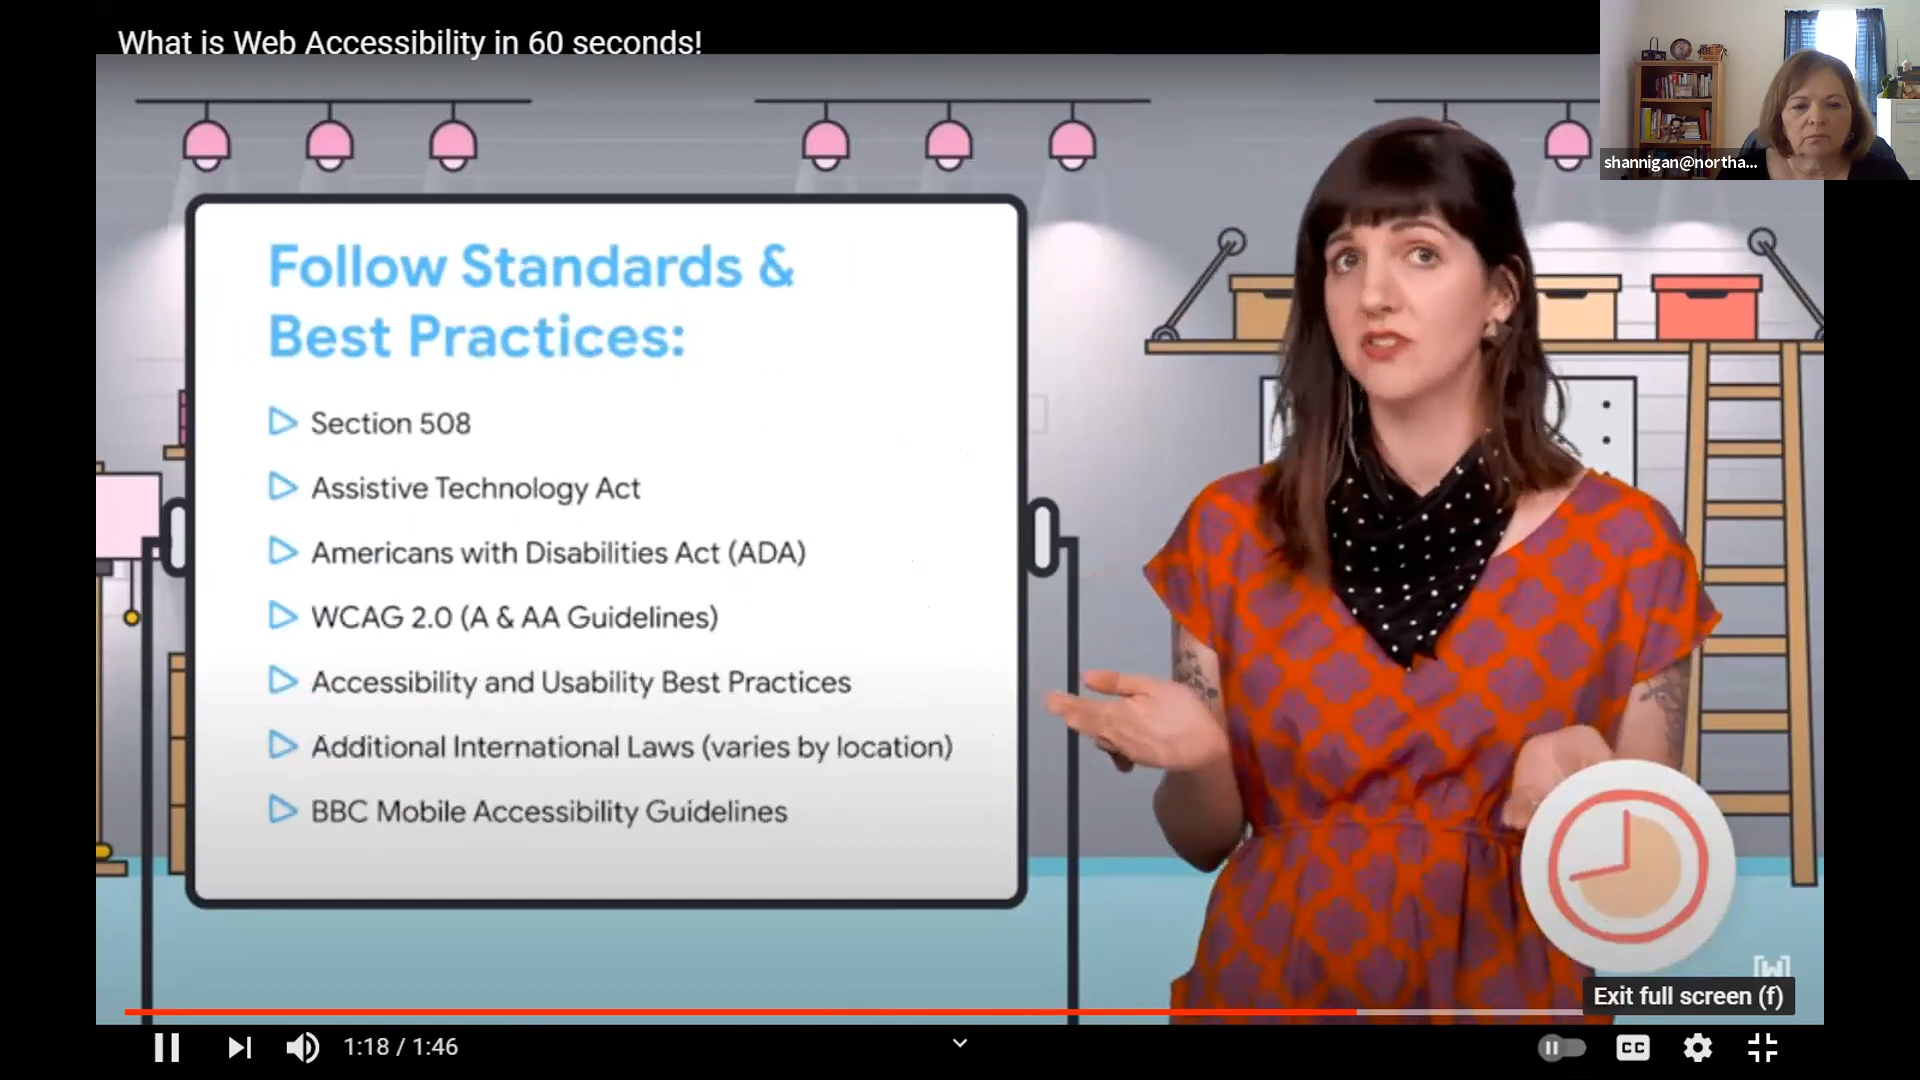 What is Web Accessibility in 60 seconds!
shannigan@northa...
Follow Standards &
Best Practices:
Section 508
Assistive Technology Act
Americans with Disabilities Act (ADA)
WCAG 2.0 (A & AA Guidelines)
Accessibility and Usability Best Practices
Additional International Laws (varies by location)
BBC Mobile Accessibility Guidelines
[W]
Exit full screen (f)
1:18 / 1:46
CC